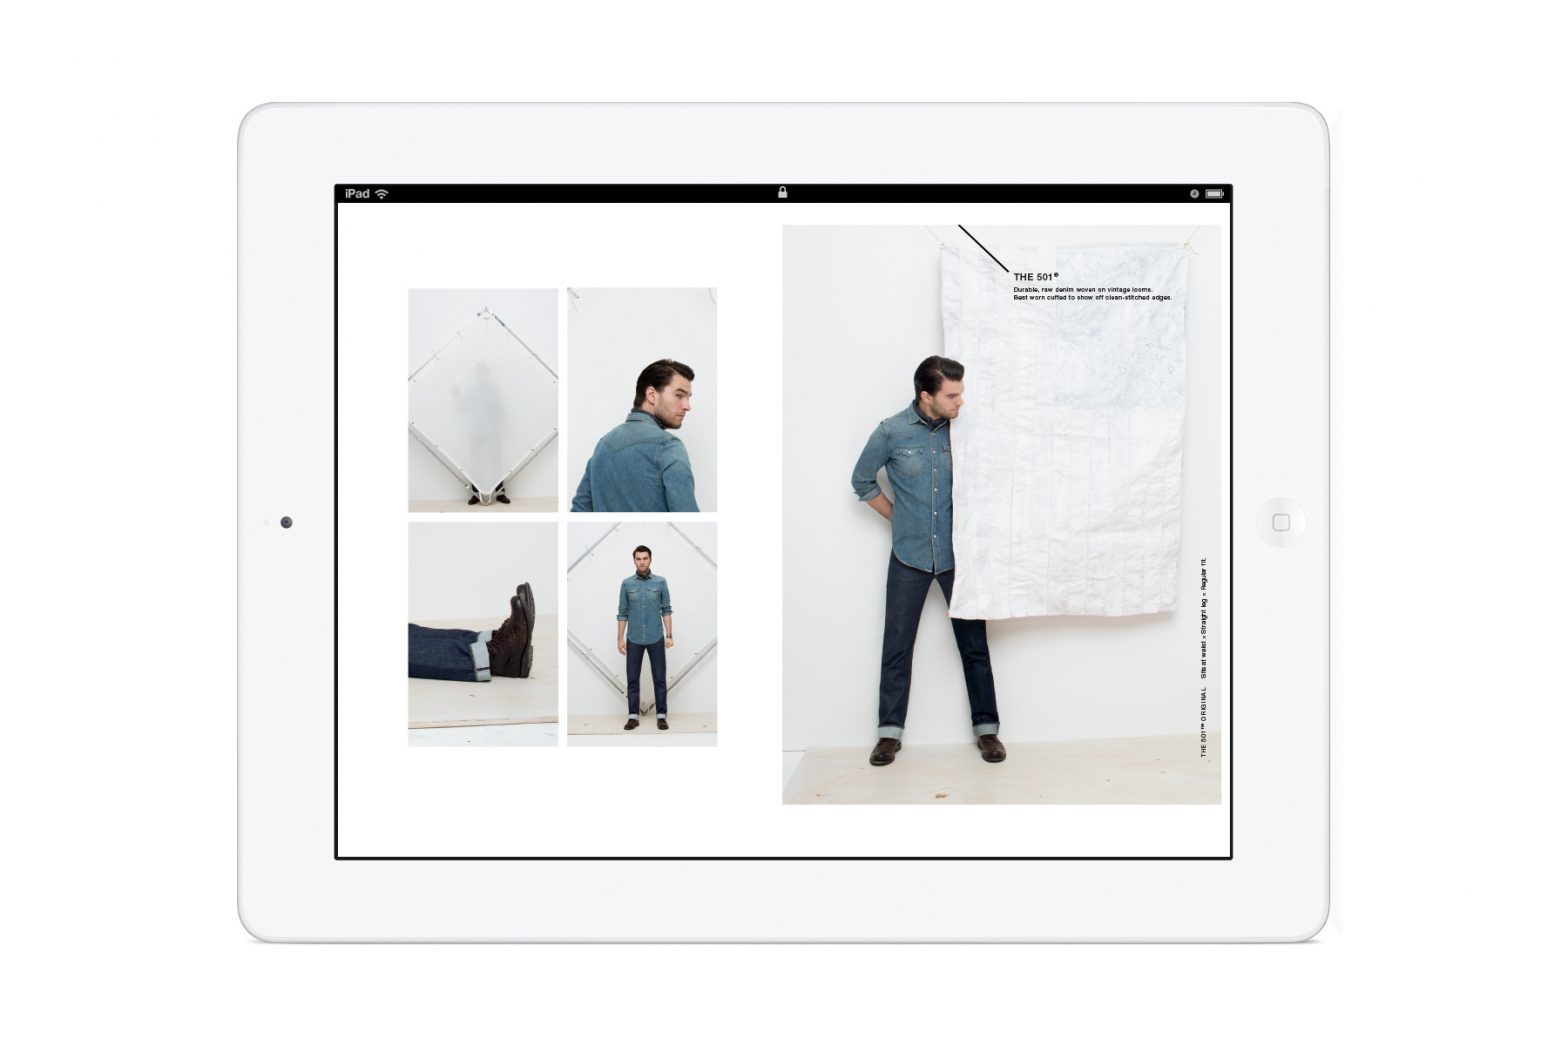 iPad
THE 501®
Durable, raw denim woven on vintage looms.
Best worn cuffed to show off clean-stitched edges.
THE 501™ ORIGINAL Sits at waist × Straight leg × Regular fit.